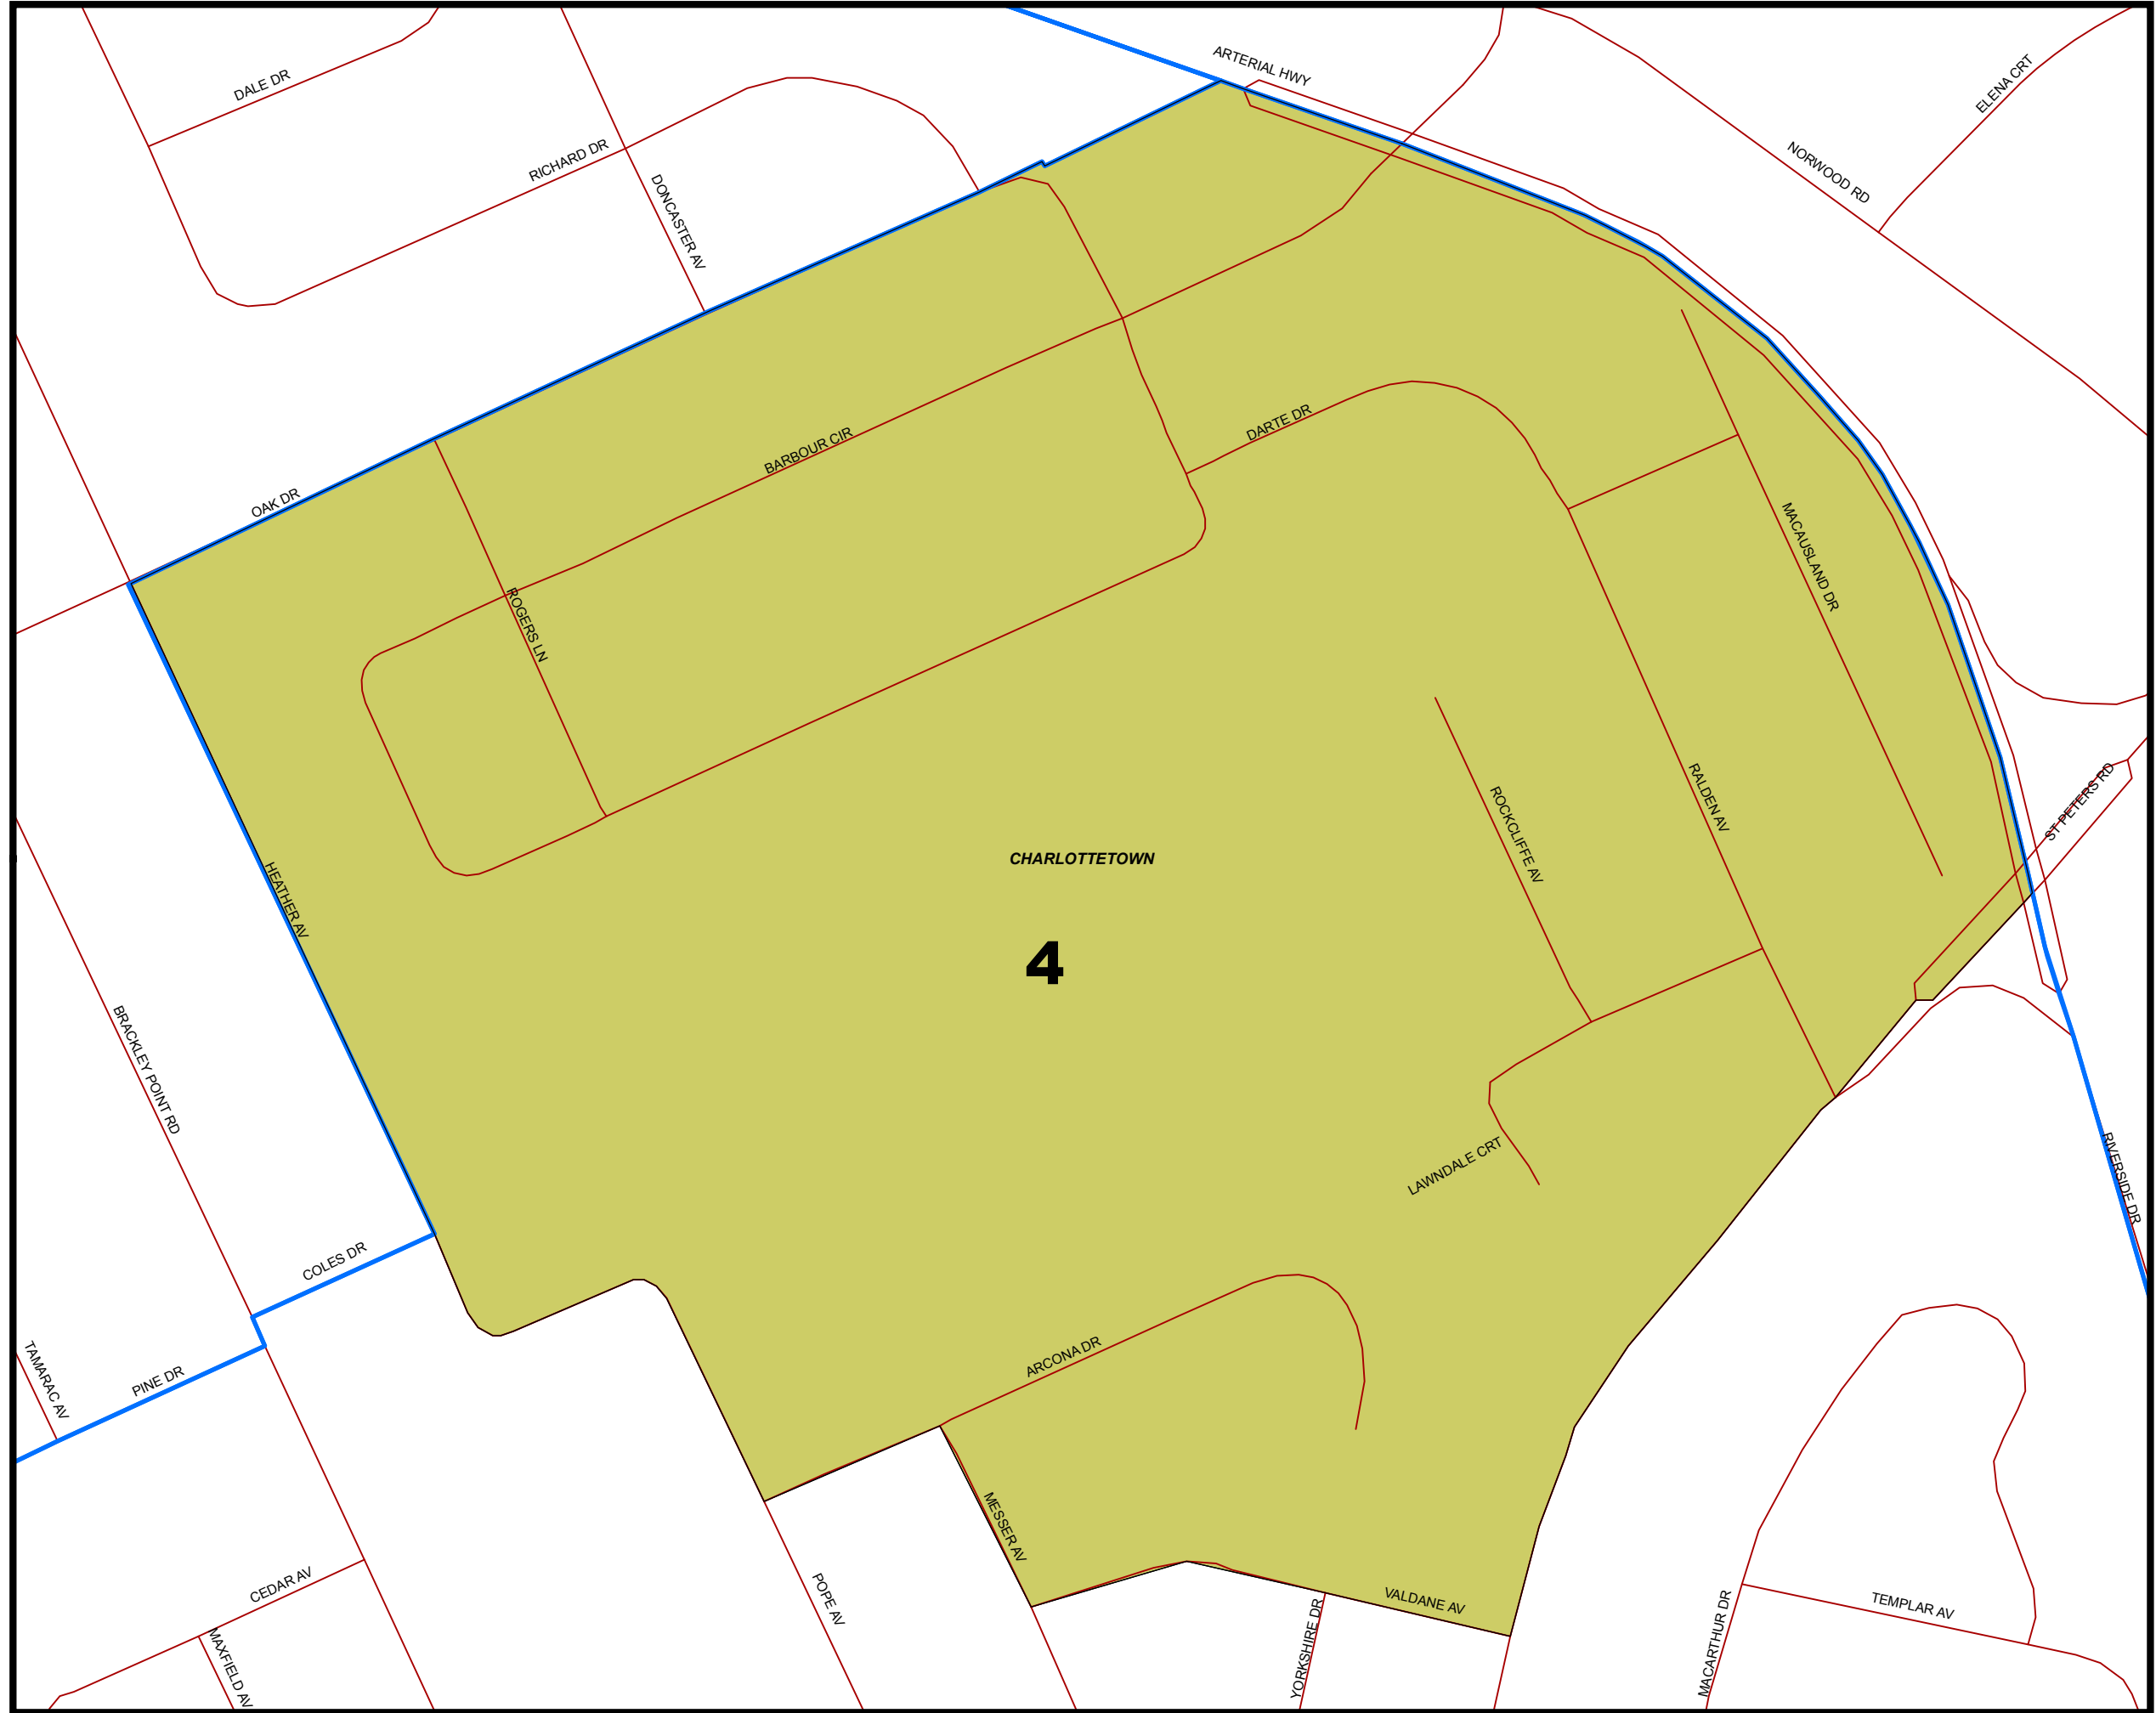 ARTERIAL HWY
DALE DR
ELENA CRT
RICHARD DR
NORWOOD RD
DONCASTER AV
DARTE DR
BARBOUR CIR
OAK DR
MACAUSLAND DR
ROGERS LN
RALDEN AV
ST PETERS RD
ROCKCLIFFE AV
CHARLOTTETOWN
HEATHER AV
4
BRACKLEY POINT RD
LAWNDALE CRT
RIVERSIDE DR
COLES DR
ARCONA DR
TAMARAC AV
PINE DR
MESSER AV
CEDAR AV
POPE AV
VALDANE AV
TEMPLAR AV
YORKSHIRE DR
MACARTHUR DR
MAXFIELD AV